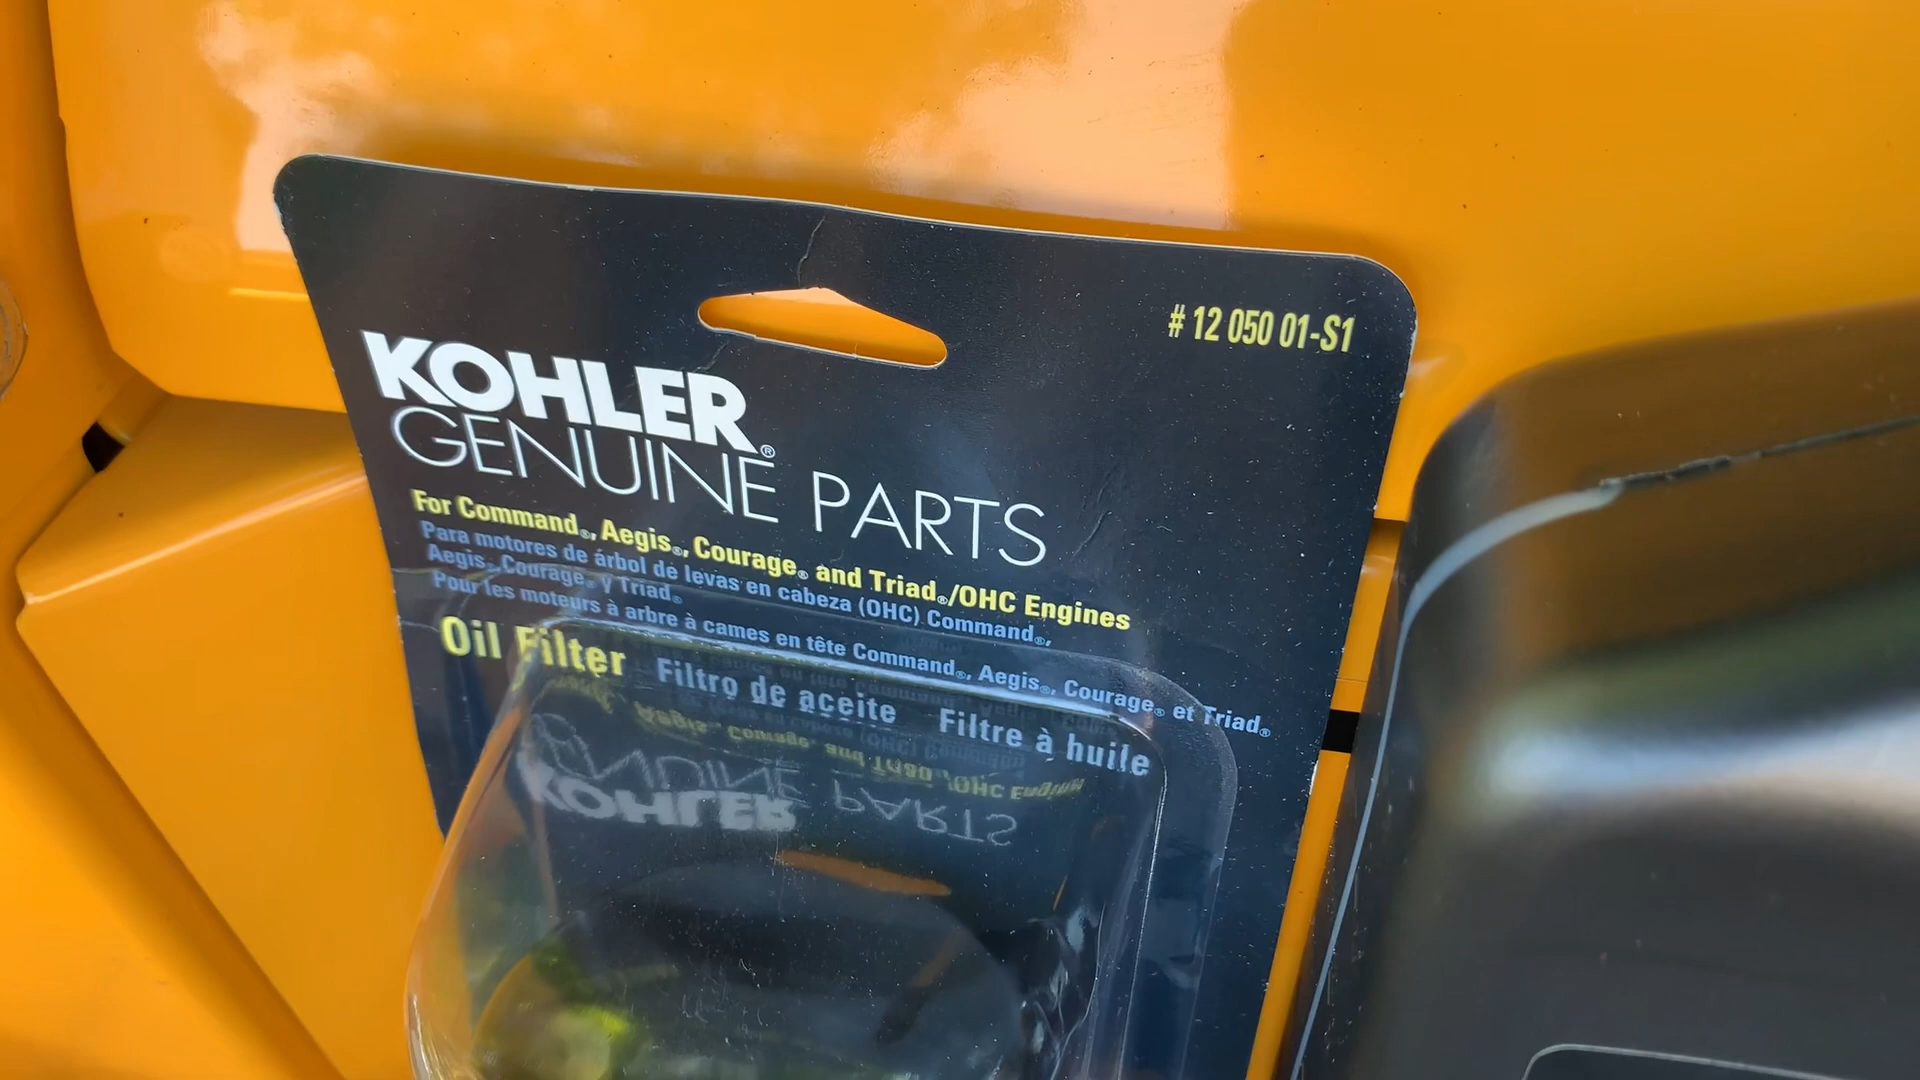 # 12 050 01-S1
KOHLER®
GENUINE PARTS
For Command®, Aegis®, Courage® and Triad®/OHC Engines
Para motores de árbol de levas en cabeza (OHC) Command®,
Aegis®, Courage® y Triad®
Pour les moteurs à arbre à cames en tête Command®, Aegis®, Courage® et Triad®
Oil Filter Filtro de aceite Filtre à huile